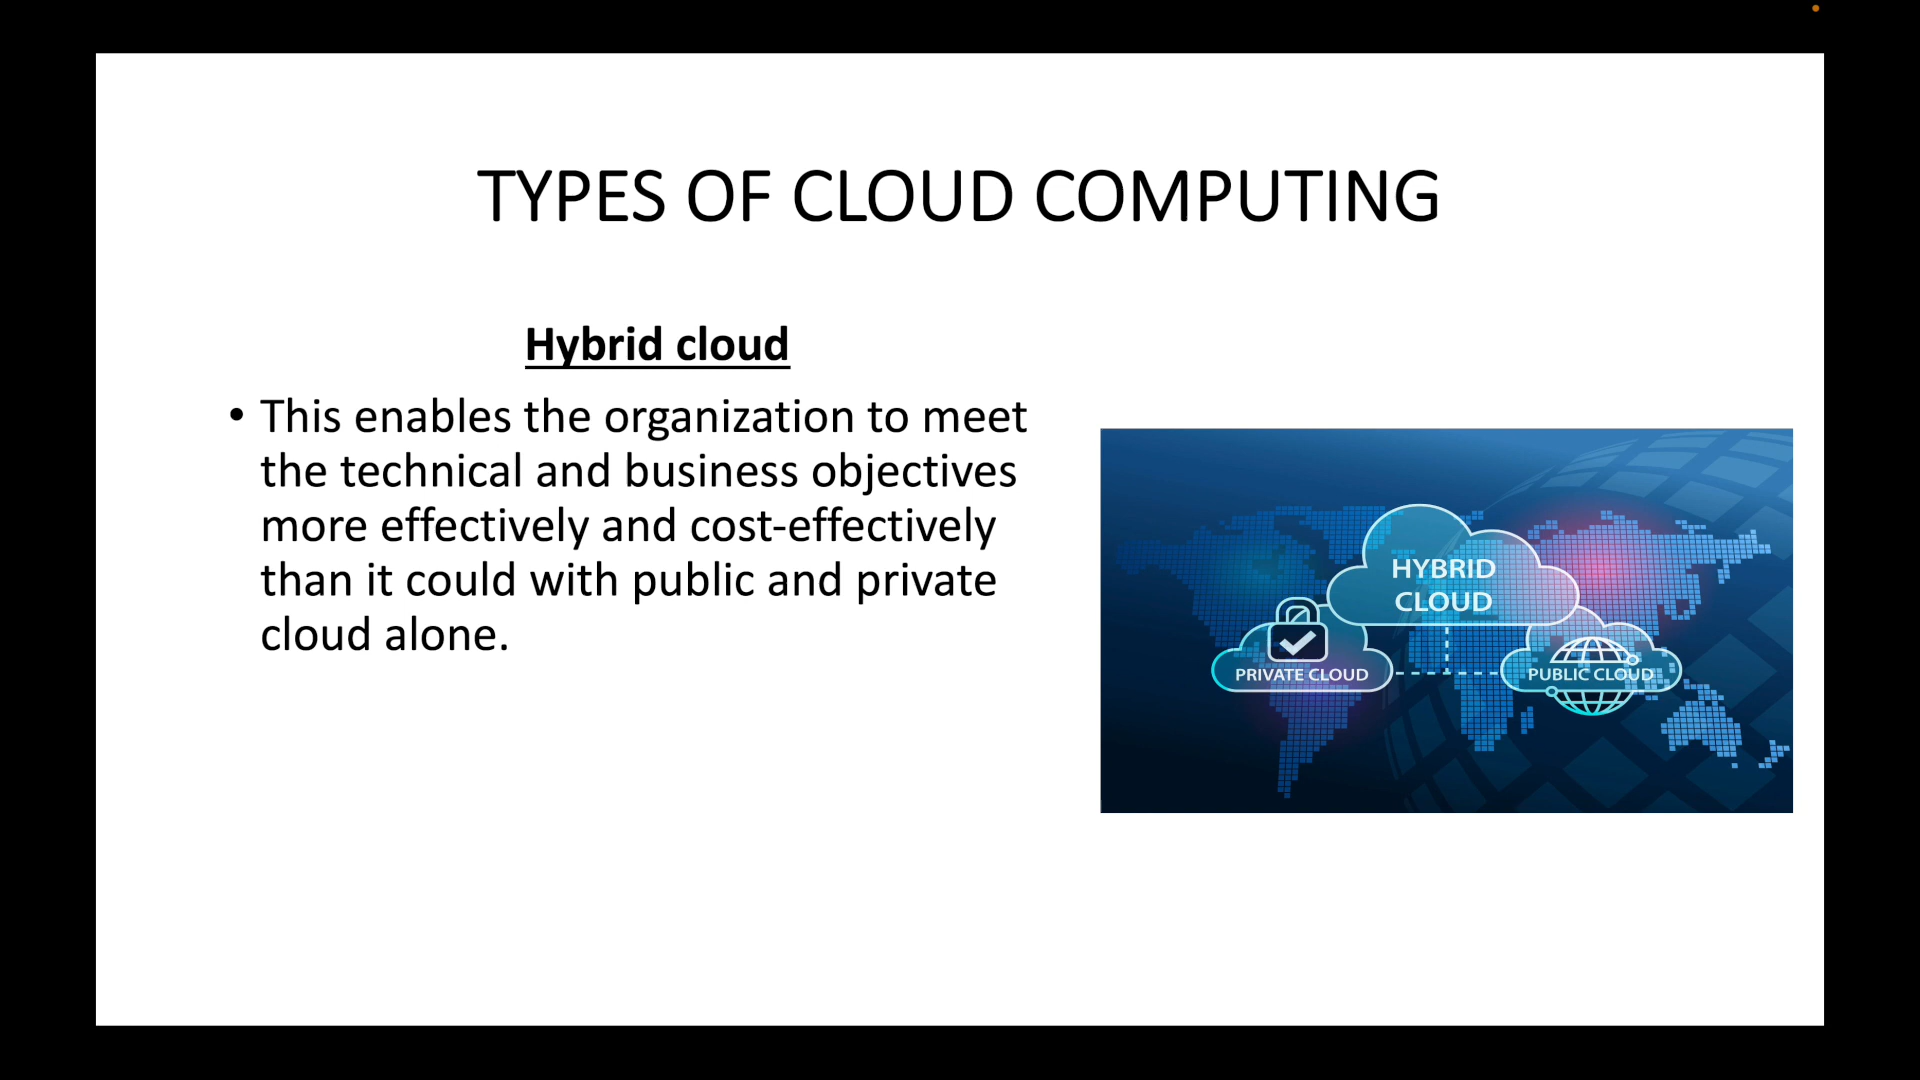 TYPES OF CLOUD COMPUTING
Hybrid cloud
• This enables the organization to meet
the technical and business objectives
more effectively and cost-effectively
than it could with public and private
cloud alone.
HYBRID
CLOUD
PRIVATE CLOUD
PUBLIC CLOUD